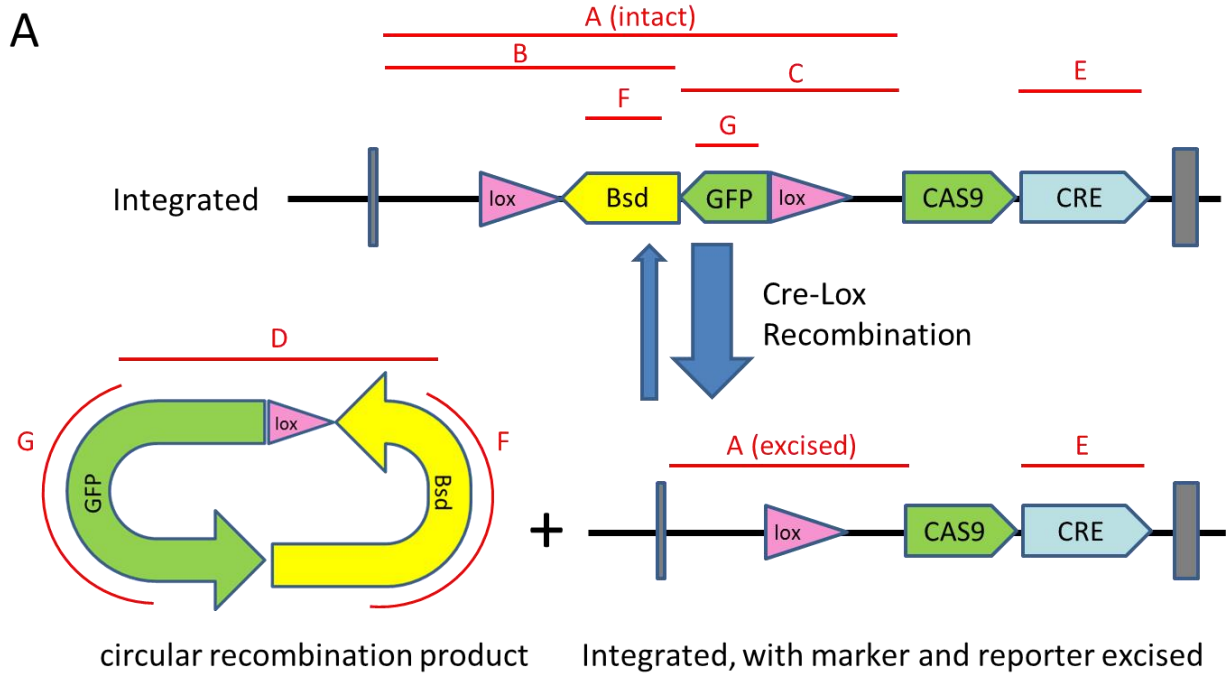 A
A (intact)
B
C
E
F
G
Integrated
lox
Bsd
GFP
lox
CAS9
CRE
Cre-Lox
Recombination
D
G
lox
F
GFP
Bsd
+
A (excised)
E
lox
CAS9
CRE
circular recombination product
Integrated, with marker and reporter excised